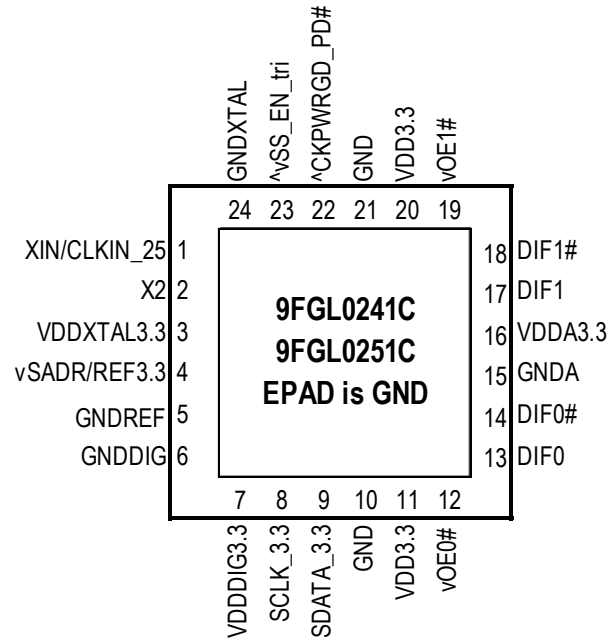 GNDXTAL
^vSS_EN_tri
^CKPWRGD_PD#
GND
VDD3.3
vOE1#
24 23 22 21 20 19
XIN/CLKIN_25 1
X2 2
VDDXTAL3.3 3
vSADR/REF3.3 4
GNDREF 5
GNDDIG 6
9FGL0241C
9FGL0251C
EPAD is GND
18 DIF1#
17 DIF1
16 VDDA3.3
15 GNDA
14 DIF0#
13 DIF0
7 8 9 10 11 12
VDDDIG3.3
SCLK_3.3
SDATA_3.3
GND
VDD3.3
vOE0#